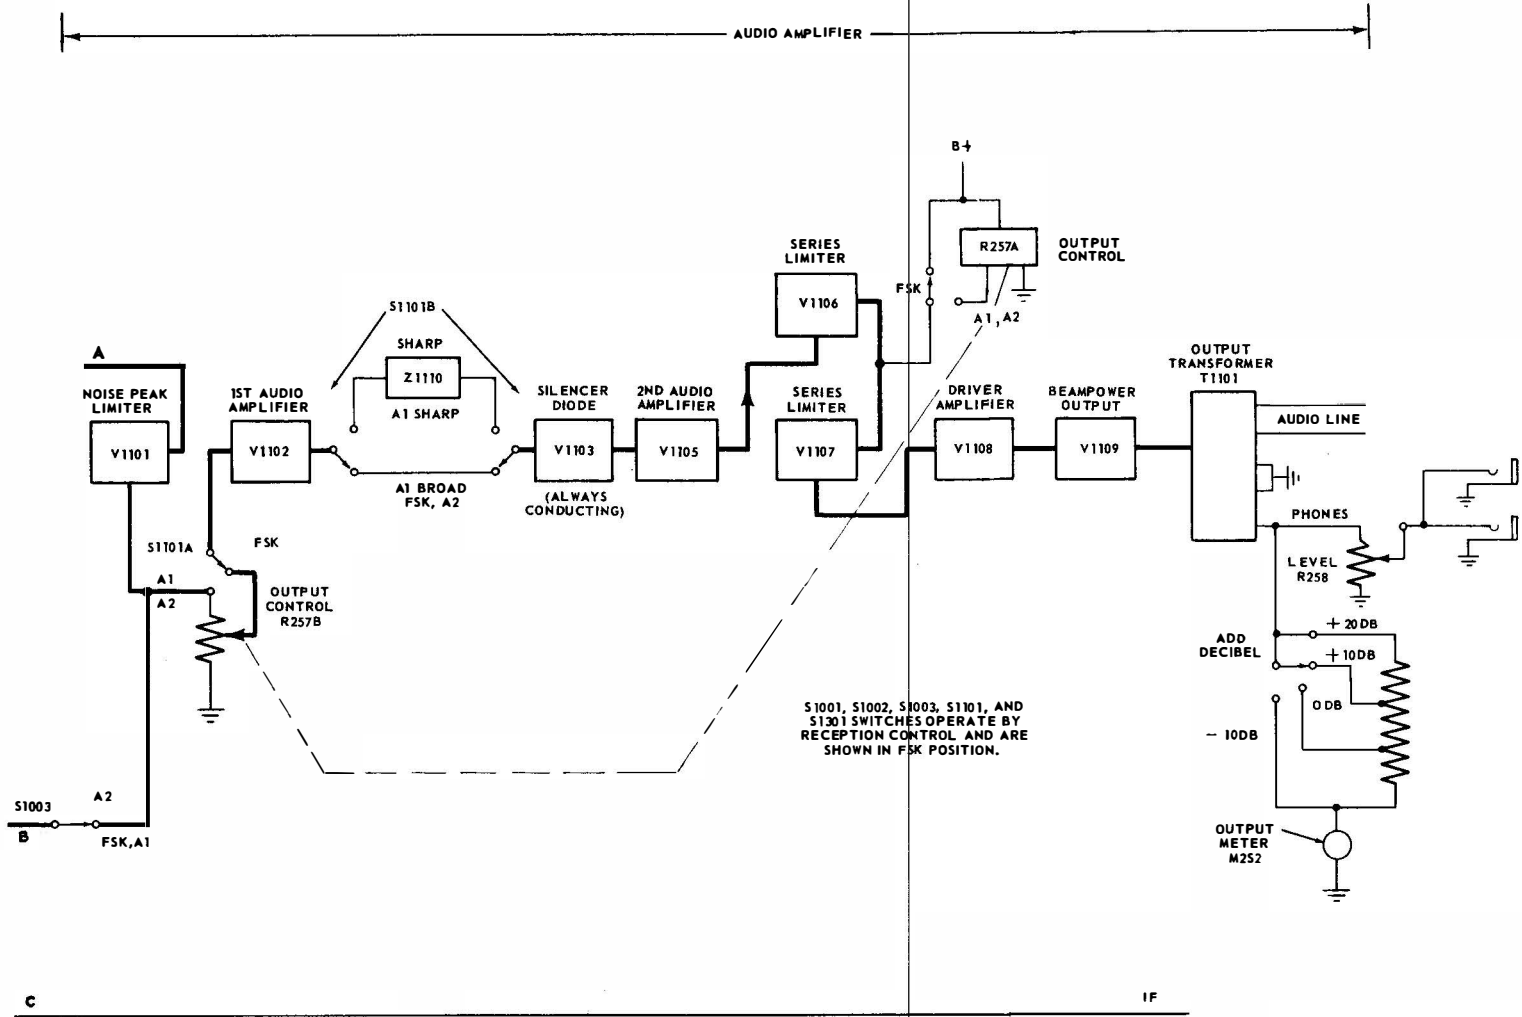 AUDIO AMPLIFIER
B+
R257A
OUTPUT
CONTROL
FSK
A1, A2
SERIES
LIMITER
V1106
S1101B
SHARP
Z1110
A1 SHARP
A
NOISE PEAK
LIMITER
V1101
1ST AUDIO
AMPLIFIER
V1102
A1 BROAD
FSK, A2
SILENCER
DIODE
V1103
(ALWAYS
CONDUCTING)
2ND AUDIO
AMPLIFIER
V1105
SERIES
LIMITER
V1107
DRIVER
AMPLIFIER
V1108
BEAMPOWER
OUTPUT
V1109
OUTPUT
TRANSFORMER
T1101
AUDIO LINE
PHONES
LEVEL
R258
S1101A
FSK
A1
A2
OUTPUT
CONTROL
R257B
ADD
DECIBEL
+ 20DB
+ 10DB
0DB
- 10DB
S1001, S1002, S1003, S1101, AND
S1301 SWITCHES OPERATE BY
RECEPTION CONTROL AND ARE
SHOWN IN FSK POSITION.
S1003
B
A2
FSK,A1
OUTPUT
METER
M252
C
IF